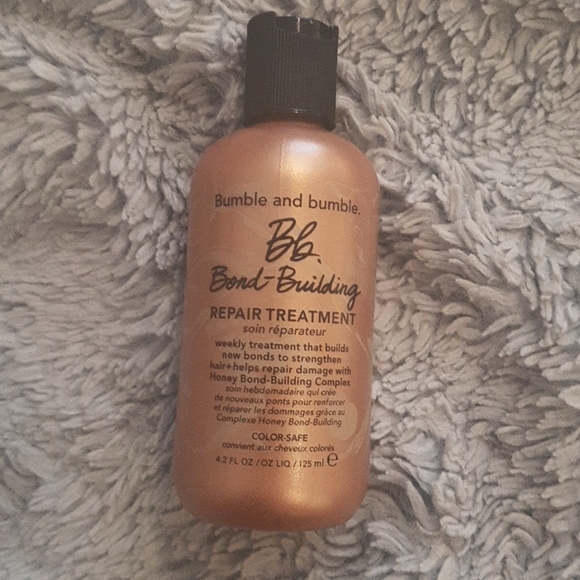 Bumble and bumble.
Bb.
Bond-Building
REPAIR TREATMENT
soin réparateur
weekly treatment that builds
new bonds to strengthen
hair+helps repair damage with
Honey Bond-Building Complex
soin hebdomadaire qui crée
de nouveaux ponts pour renforcer
et réparer les dommages grâce au
Complexe Honey Bond-Building
COLOR-SAFE
convient aux cheveux colorés
4.2 FL OZ /OZ LIQ / 125 ml ℮